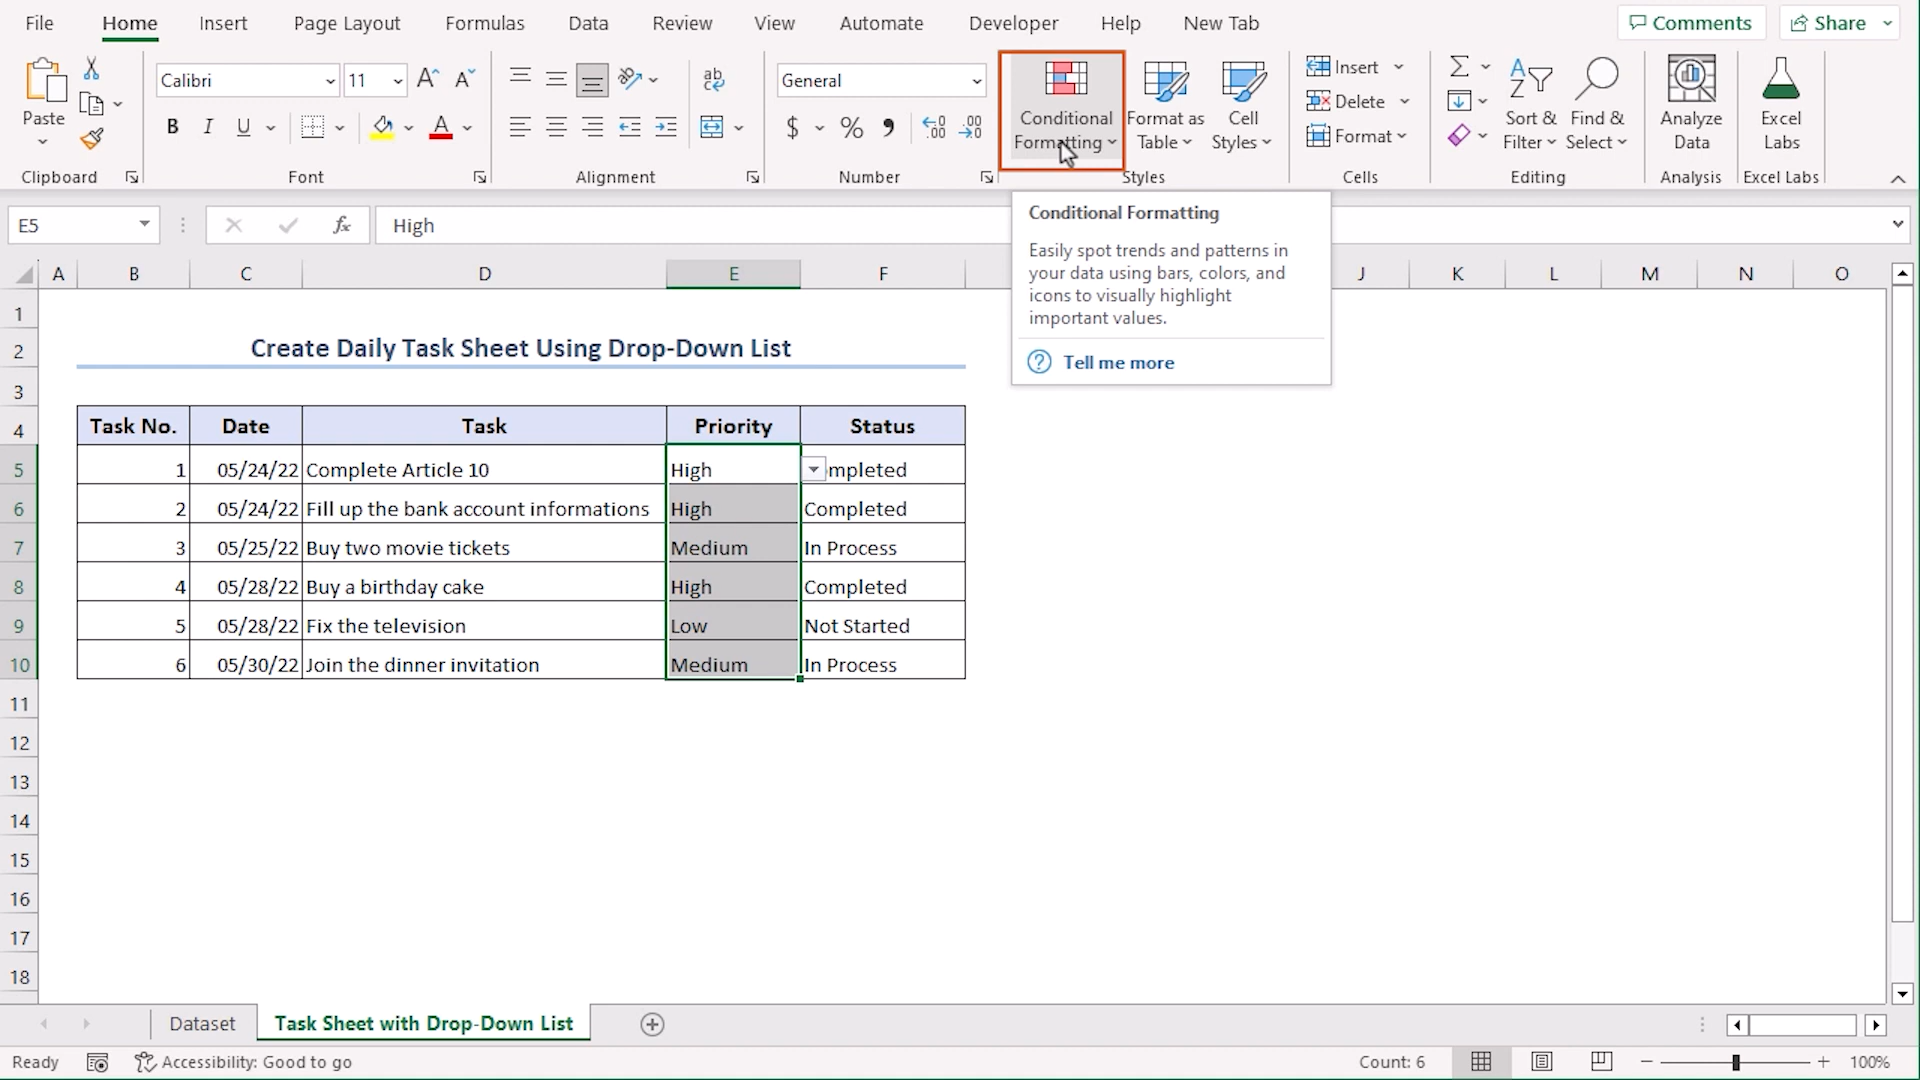 File Home Insert Page Layout Formulas Data Review View Automate Developer Help New Tab Comments Share
Paste
Calibri 11
B I U
ab
General
$ % 9
Conditional Formatting
Format as Table
Cell Styles
Insert
Delete
Format
Sort & Filter
Find & Select
Analyze Data
Excel Labs
Clipboard Font Alignment Number Styles Cells Editing Analysis Excel Labs
E5 fx High
Conditional Formatting
Easily spot trends and patterns in
your data using bars, colors, and
icons to visually highlight
important values.
Tell me more
A B C D E F J K L M N O
1
2 Create Daily Task Sheet Using Drop-Down List
3
4 Task No. Date Task Priority Status
5 1 05/24/22 Complete Article 10 High mpleted
6 2 05/24/22 Fill up the bank account informations High Completed
7 3 05/25/22 Buy two movie tickets Medium In Process
8 4 05/28/22 Buy a birthday cake High Completed
9 5 05/28/22 Fix the television Low Not Started
10 6 05/30/22 Join the dinner invitation Medium In Process
11
12
13
14
15
16
17
18
Dataset Task Sheet with Drop-Down List
Ready Accessibility: Good to go Count: 6 100%